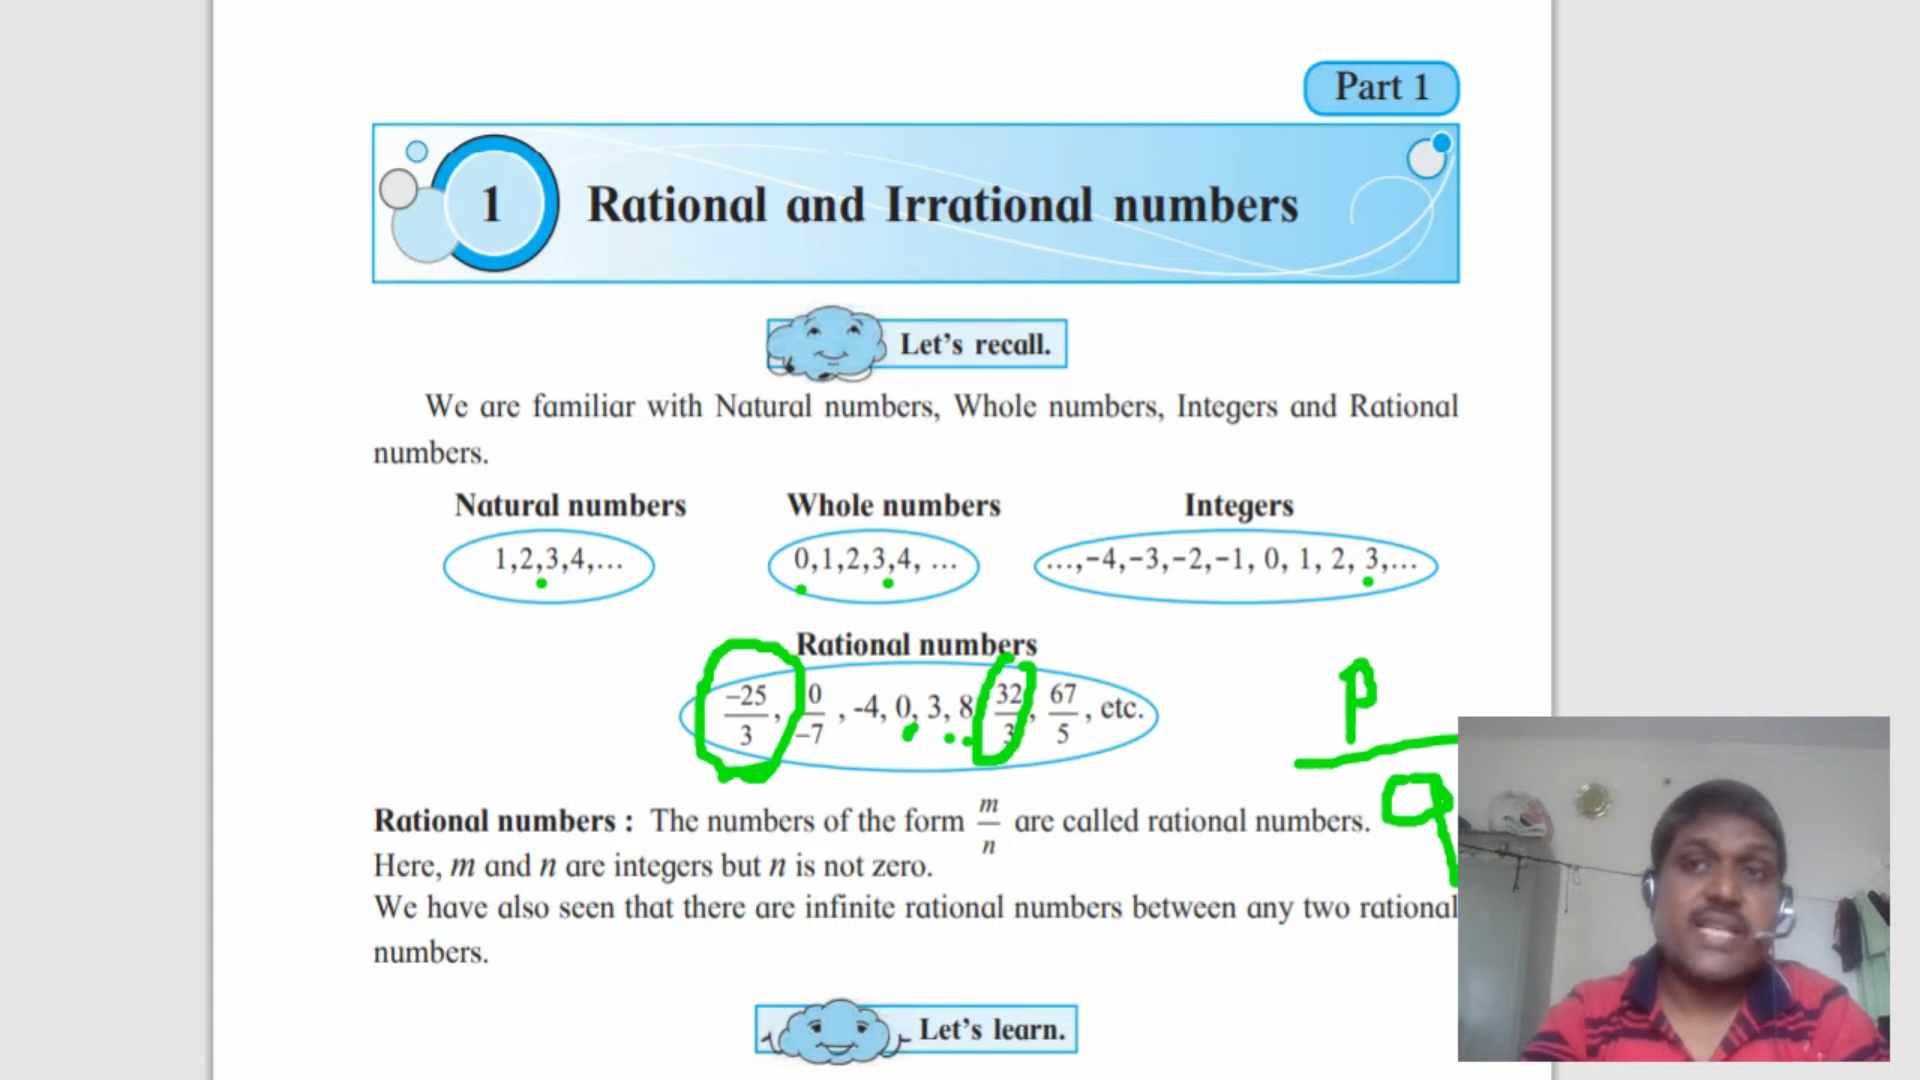 Part 1
1 Rational and Irrational numbers
Let's recall.
We are familiar with Natural numbers, Whole numbers, Integers and Rational
numbers.
Natural numbers Whole numbers Integers
1,2,3,4,... 0,1,2,3,4, ... ...,-4,-3,-2,-1, 0, 1, 2, 3,...
Rational numbers
-25/3, 0/-7, -4, 0, 3, 8, 32/3, 67/5, etc.
p/q
Rational numbers : The numbers of the form m/n are called rational numbers.
Here, m and n are integers but n is not zero.
We have also seen that there are infinite rational numbers between any two rational
numbers.
Let's learn.